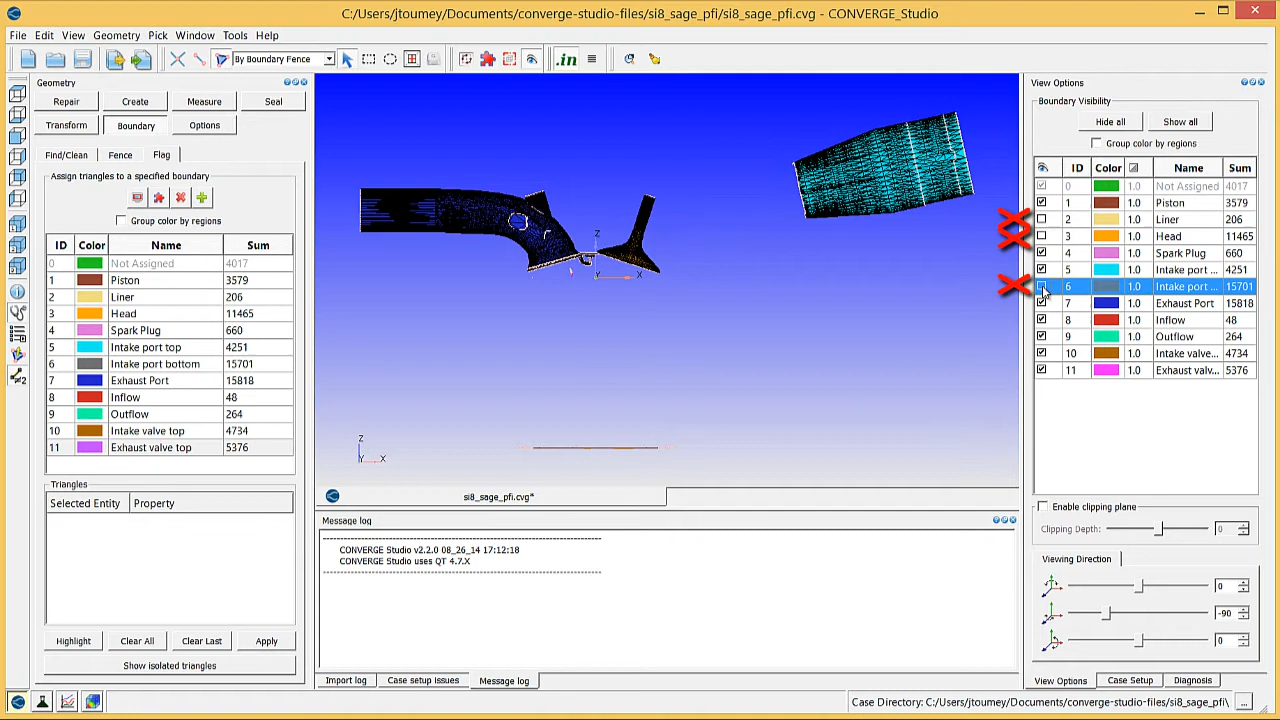 C:/Users/jtoumey/Documents/converge-studio-files/si8_sage_pfi/si8_sage_pfi.cvg - CONVERGE_Studio
File Edit View Geometry Pick Window Tools Help
By Boundary Fence
.in
Geometry
Repair Create Measure Seal
Transform Boundary Options
Find/Clean Fence Flag
Assign triangles to a specified boundary
Group color by regions
ID Color Name Sum
0 Not Assigned 4017
1 Piston 3579
2 Liner 206
3 Head 11465
4 Spark Plug 660
5 Intake port top 4251
6 Intake port bottom 15701
7 Exhaust Port 15818
8 Inflow 48
9 Outflow 264
10 Intake valve top 4734
11 Exhaust valve top 5376
Triangles
Selected Entity Property
Highlight Clear All Clear Last Apply
Show isolated triangles
Z
Y X
Z
Y X
si8_sage_pfi.cvg*
Message log
CONVERGE Studio v2.2.0 08_26_14 17:12:18
CONVERGE Studio uses QT 4.7.X
Import log Case setup issues Message log
View Options
Boundary Visibility
Hide all Show all
Group color by regions
ID Color Name Sum
0 1.0 Not Assigned 4017
1 1.0 Piston 3579
2 1.0 Liner 206
3 1.0 Head 11465
4 1.0 Spark Plug 660
5 1.0 Intake port ... 4251
6 1.0 Intake port ... 15701
7 1.0 Exhaust Port 15818
8 1.0 Inflow 48
9 1.0 Outflow 264
10 1.0 Intake valve... 4734
11 1.0 Exhaust valv... 5376
Enable clipping plane
Clipping Depth: 0
Viewing Direction
0
-90
0
View Options Case Setup Diagnosis
Case Directory: C:/Users/jtoumey/Documents/converge-studio-files/si8_sage_pfi\ ...